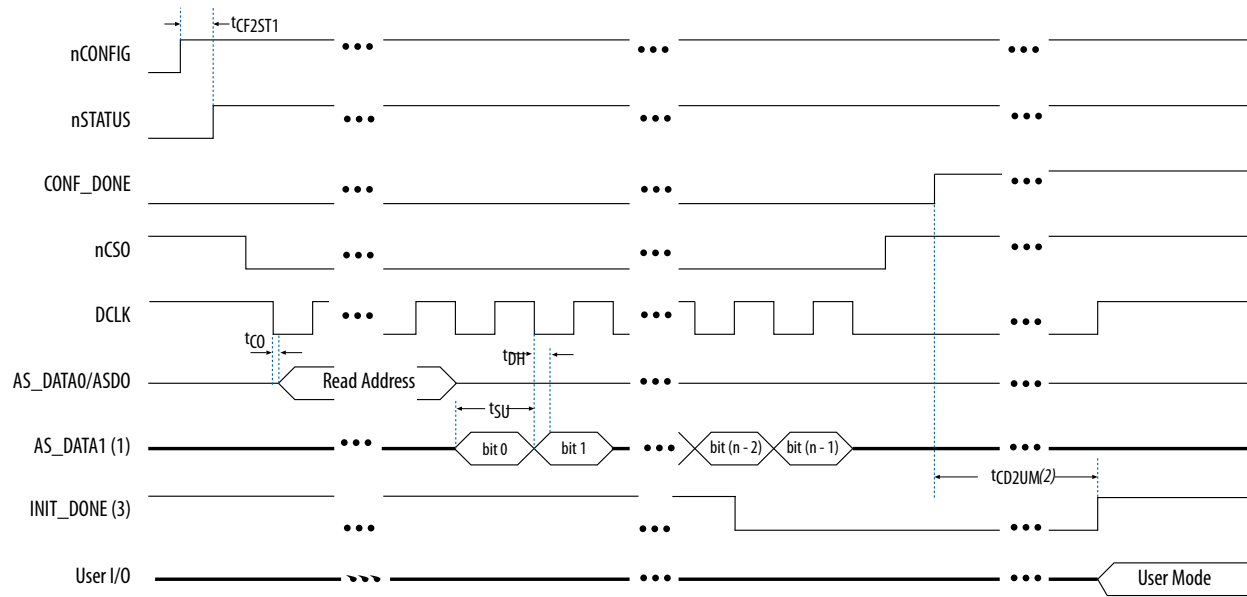 tCF2ST1
nCONFIG
nSTATUS
CONF_DONE
nCSO
DCLK
tCO
tDH
AS_DATA0/ASDO
Read Address
tSU
AS_DATA1 (1)
bit 0
bit 1
bit (n - 2)
bit (n - 1)
tCD2UM(2)
INIT_DONE (3)
User I/O
User Mode